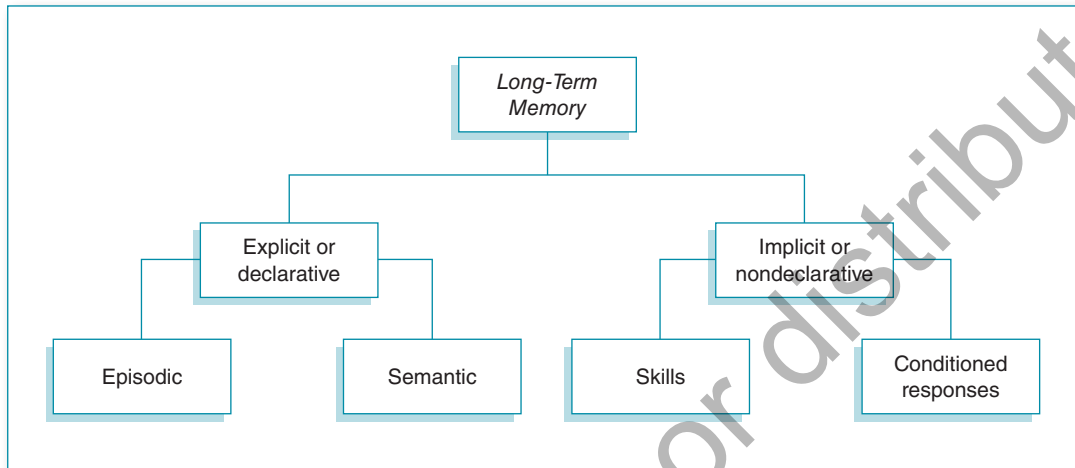 Long-Term
Memory
Explicit or
declarative
Implicit or
nondeclarative
Episodic
Semantic
Skills
Conditioned
responses
or distribut